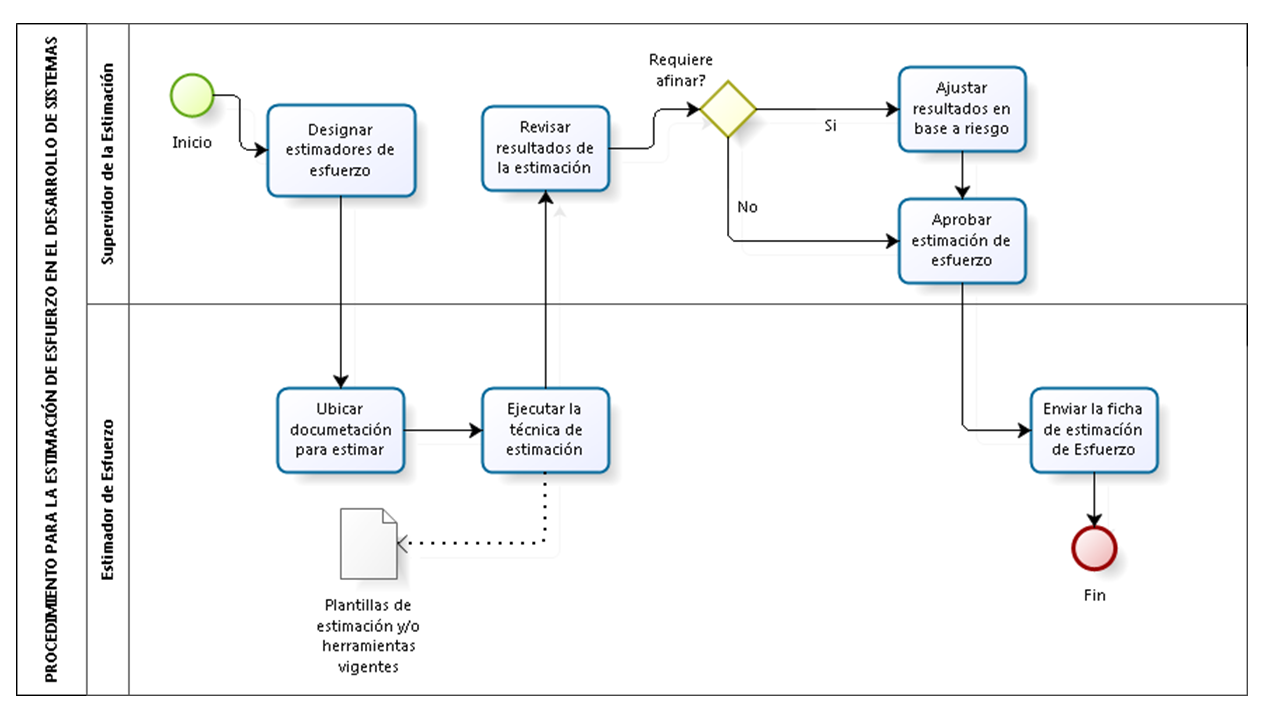 PROCEDIMIENTO PARA LA ESTIMACIÓN DE ESFUERZO EN EL DESARROLLO DE SISTEMAS
Supervidor de la Estimación
Inicio
Designar
estimadores de
esfuerzo
Revisar
resultados de
la estimación
Requiere
afinar?
Si
No
Ajustar
resultados en
base a riesgo
Aprobar
estimación de
esfuerzo
Estimador de Esfuerzo
Ubicar
documetación
para estimar
Ejecutar la
técnica de
estimación
Plantillas de
estimación y/o
herramientas
vigentes
Enviar la ficha
de estimación
de Esfuerzo
Fin